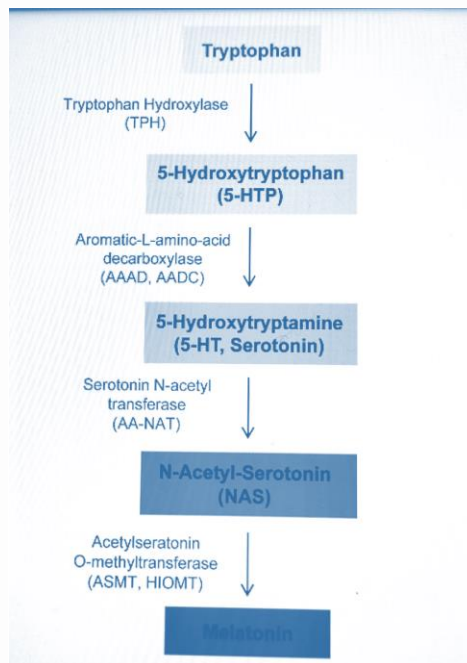 Tryptophan
Tryptophan Hydroxylase
(TPH)
5-Hydroxytryptophan
(5-HTP)
Aromatic-L-amino-acid
decarboxylase
(AAAD, AADC)
5-Hydroxytryptamine
(5-HT, Serotonin)
Serotonin N-acetyl
transferase
(AA-NAT)
N-Acetyl-Serotonin
(NAS)
Acetylseratonin
O-methyltransferase
(ASMT, HIOMT)
Melatonin